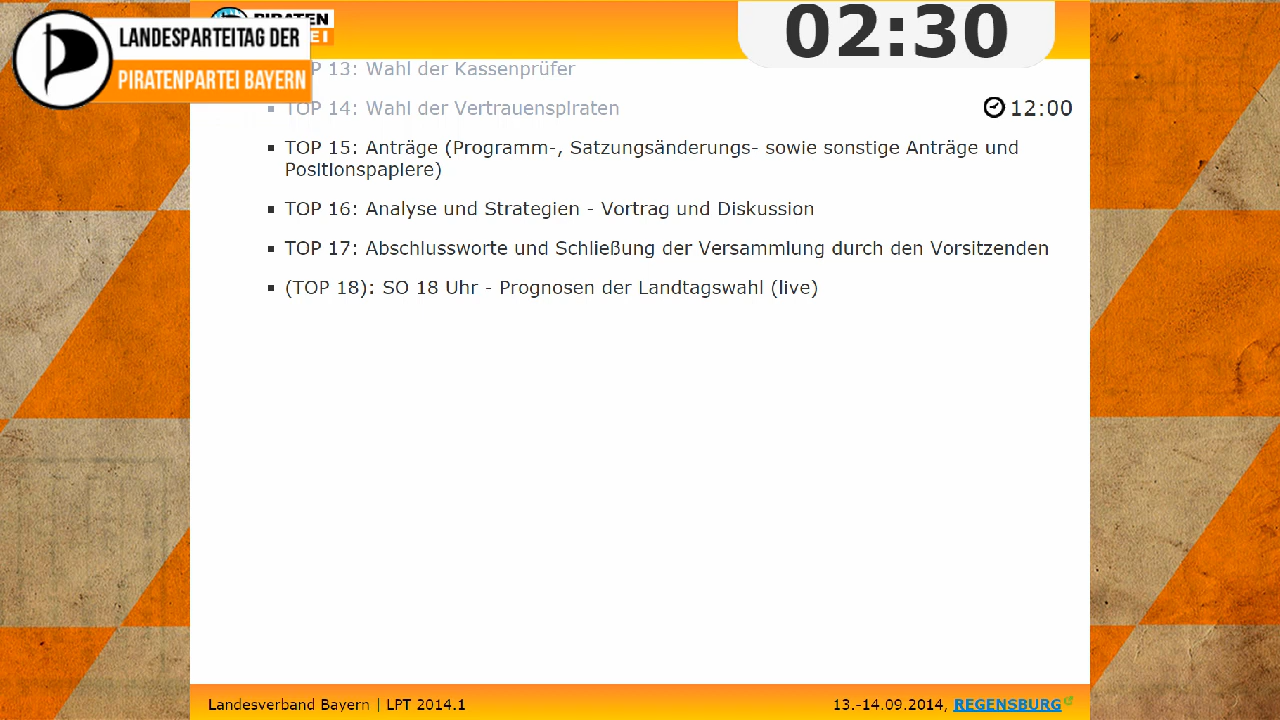 LANDESPARTEITAG DER
PIRATENPARTEI BAYERN
PIRATEN
02:30
TOP 13: Wahl der Kassenprüfer
TOP 14: Wahl der Vertrauenspiraten
12:00
TOP 15: Anträge (Programm-, Satzungsänderungs- sowie sonstige Anträge und
Positionspapiere)
TOP 16: Analyse und Strategien - Vortrag und Diskussion
TOP 17: Abschlussworte und Schließung der Versammlung durch den Vorsitzenden
(TOP 18): SO 18 Uhr - Prognosen der Landtagswahl (live)
Landesverband Bayern | LPT 2014.1
13.-14.09.2014, REGENSBURG